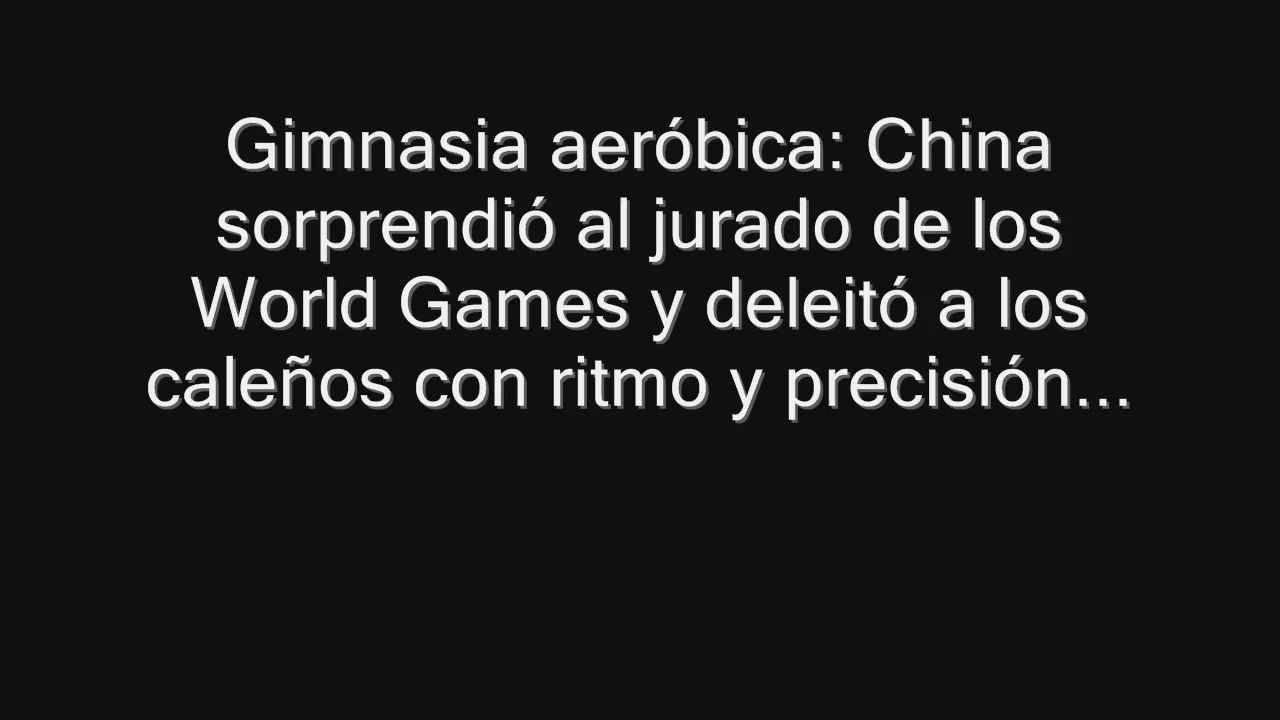 Gimnasia aeróbica: China
sorprendió al jurado de los
World Games y deleitó a los
caleños con ritmo y precisión...